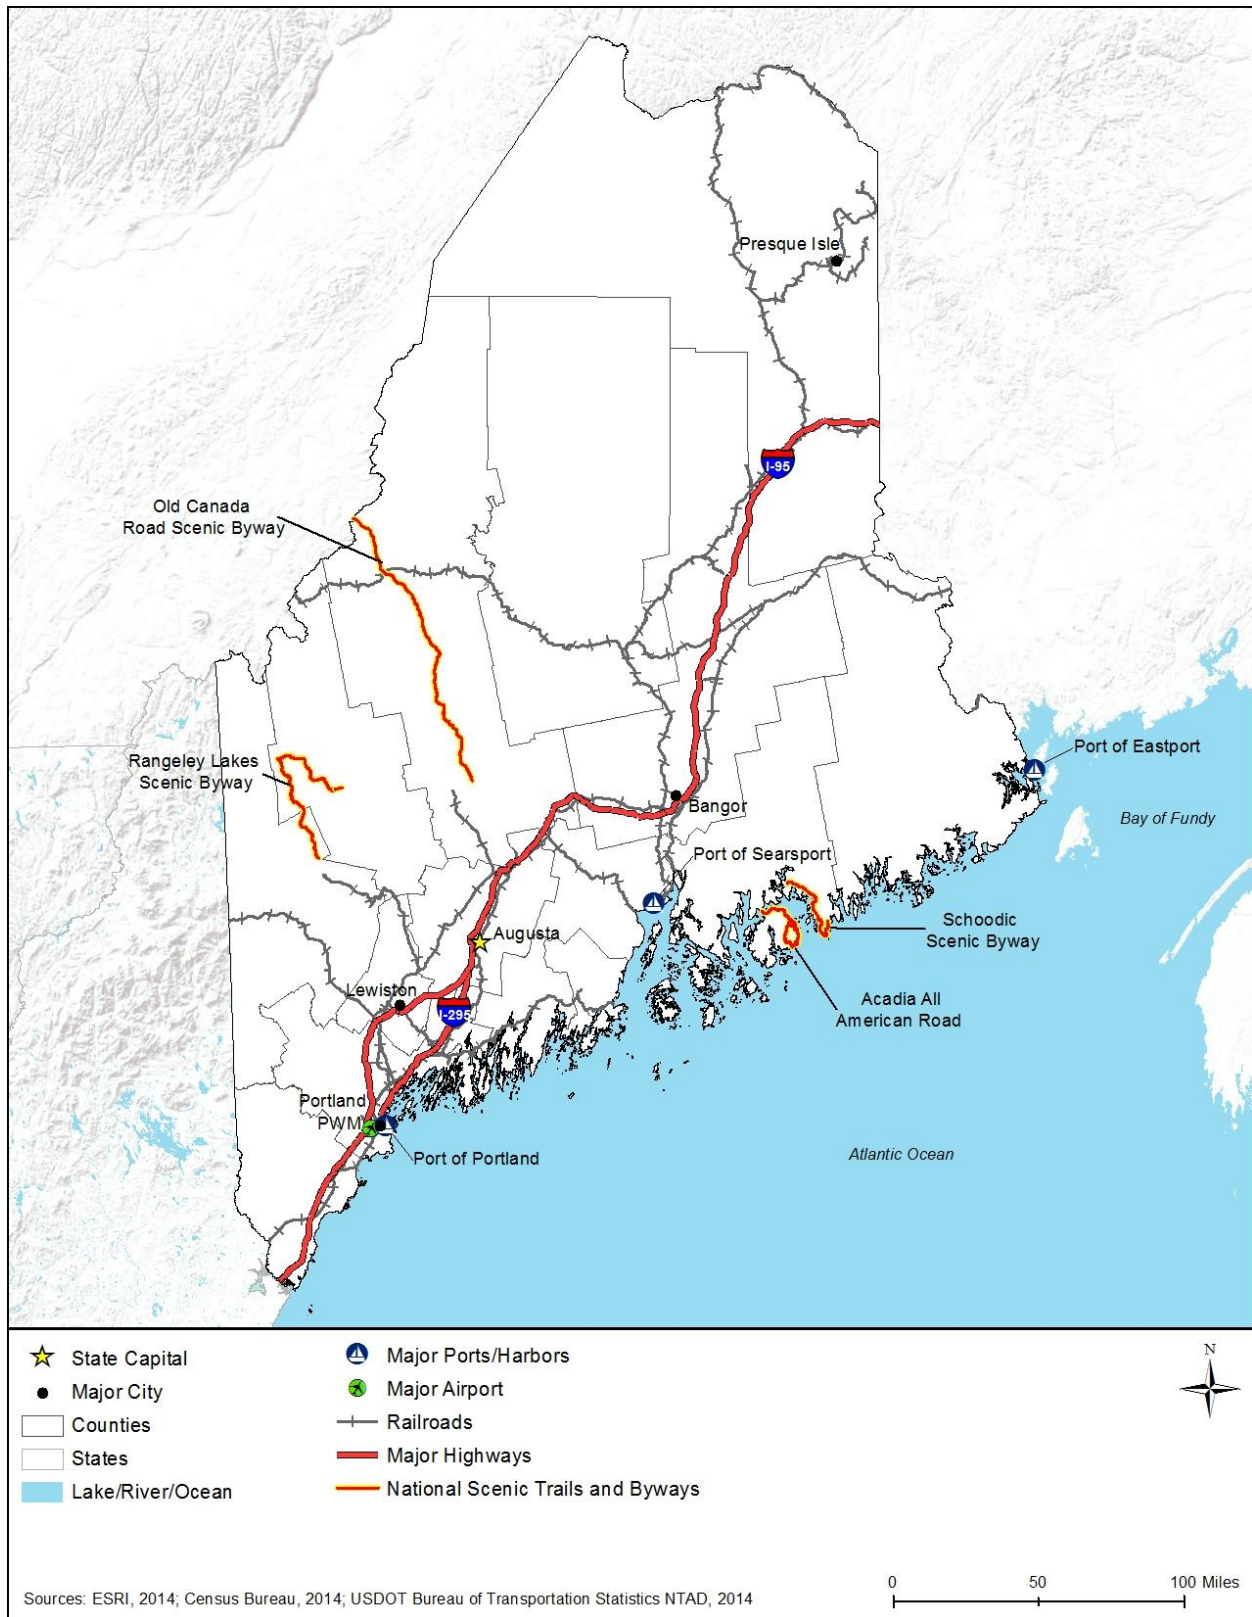 Presque Isle
I-95
Old Canada
Road Scenic Byway
Rangeley Lakes
Scenic Byway
Port of Eastport
Bangor
Bay of Fundy
Port of Searsport
Augusta
Schoodic
Scenic Byway
Lewiston
I-295
Acadia All
American Road
Portland
PWM
Port of Portland
Atlantic Ocean
State Capital
Major City
Counties
States
Lake/River/Ocean
Major Ports/Harbors
Major Airport
Railroads
Major Highways
National Scenic Trails and Byways
N
0 50 100 Miles
Sources: ESRI, 2014; Census Bureau, 2014; USDOT Bureau of Transportation Statistics NTAD, 2014